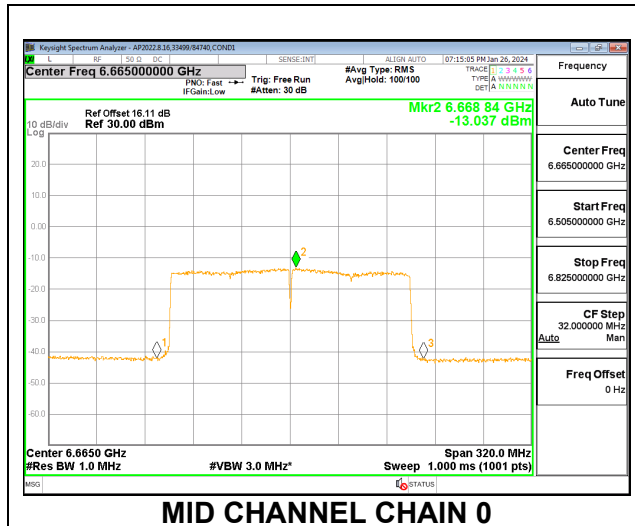 Keysight Spectrum Analyzer - AP2022.8.16,33499/84740,COND1
L RF 50 Ω DC SENSE:INT ALIGN AUTO 07:15:05 PM Jan 26, 2024
Center Freq 6.665000000 GHz
PNO: Fast
IFGain:Low
Trig: Free Run
#Atten: 30 dB
#Avg Type: RMS
Avg|Hold: 100/100
TRACE 1 2 3 4 5 6
TYPE A WWWWW
DET A N N N N N
Frequency
Auto Tune
Center Freq
6.665000000 GHz
Start Freq
6.505000000 GHz
Stop Freq
6.825000000 GHz
CF Step
32.000000 MHz
Auto Man
Freq Offset
0 Hz
Mkr2 6.668 84 GHz
-13.037 dBm
Ref Offset 16.11 dB
10 dB/div Ref 30.00 dBm
Log
20.0
10.0
0.00
-10.0
-20.0
-30.0
-40.0
-50.0
-60.0
1
2
3
Center 6.6650 GHz Span 320.0 MHz
#Res BW 1.0 MHz #VBW 3.0 MHz* Sweep 1.000 ms (1001 pts)
MSG STATUS
MID CHANNEL CHAIN 0